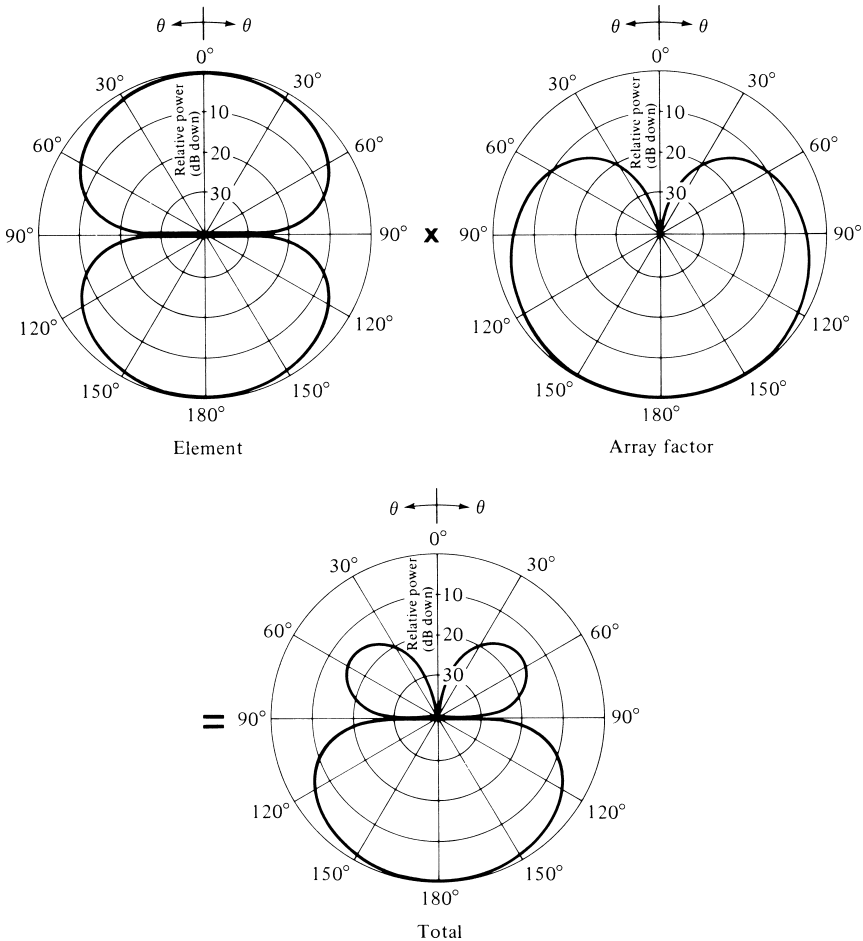 θ θ
0°
30° 30°
60° 60°
90° 90°
120° 120°
150° 150°
180°
Relative power
(dB down)
10
20
30
Element
x
θ θ
0°
30° 30°
60° 60°
90° 90°
120° 120°
150° 150°
180°
Relative power
(dB down)
10
20
30
Array factor
=
θ θ
0°
30° 30°
60° 60°
90° 90°
120° 120°
150° 150°
180°
Relative power
(dB down)
10
20
30
Total